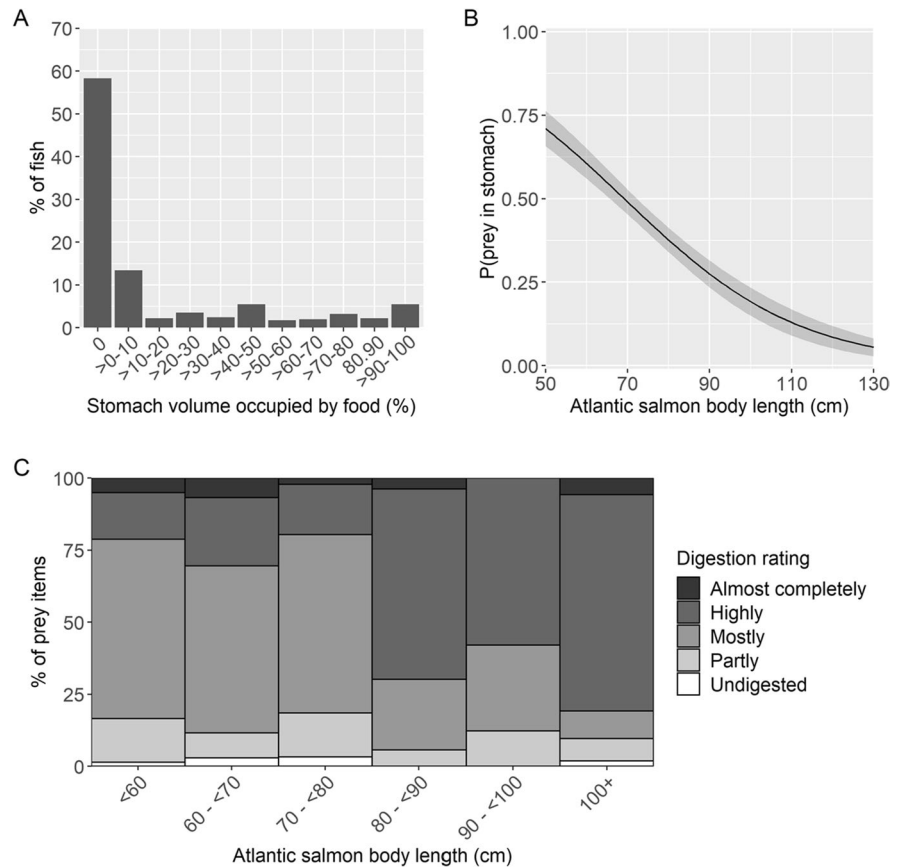 A
70
60
50
40
30
20
10
0
% of fish
0
>0-10
>10-20
>20-30
>30-40
>40-50
>50-60
>60-70
>70-80
80.90
>90-100
Stomach volume occupied by food (%)
B
1.00
0.75
0.50
0.25
0.00
P(prey in stomach)
50 70 90 110 130
Atlantic salmon body length (cm)
C
100
75
50
25
0
% of prey items
<60
60 - <70
70 - <80
80 - <90
90 - <100
100+
Atlantic salmon body length (cm)
Digestion rating
Almost completely
Highly
Mostly
Partly
Undigested